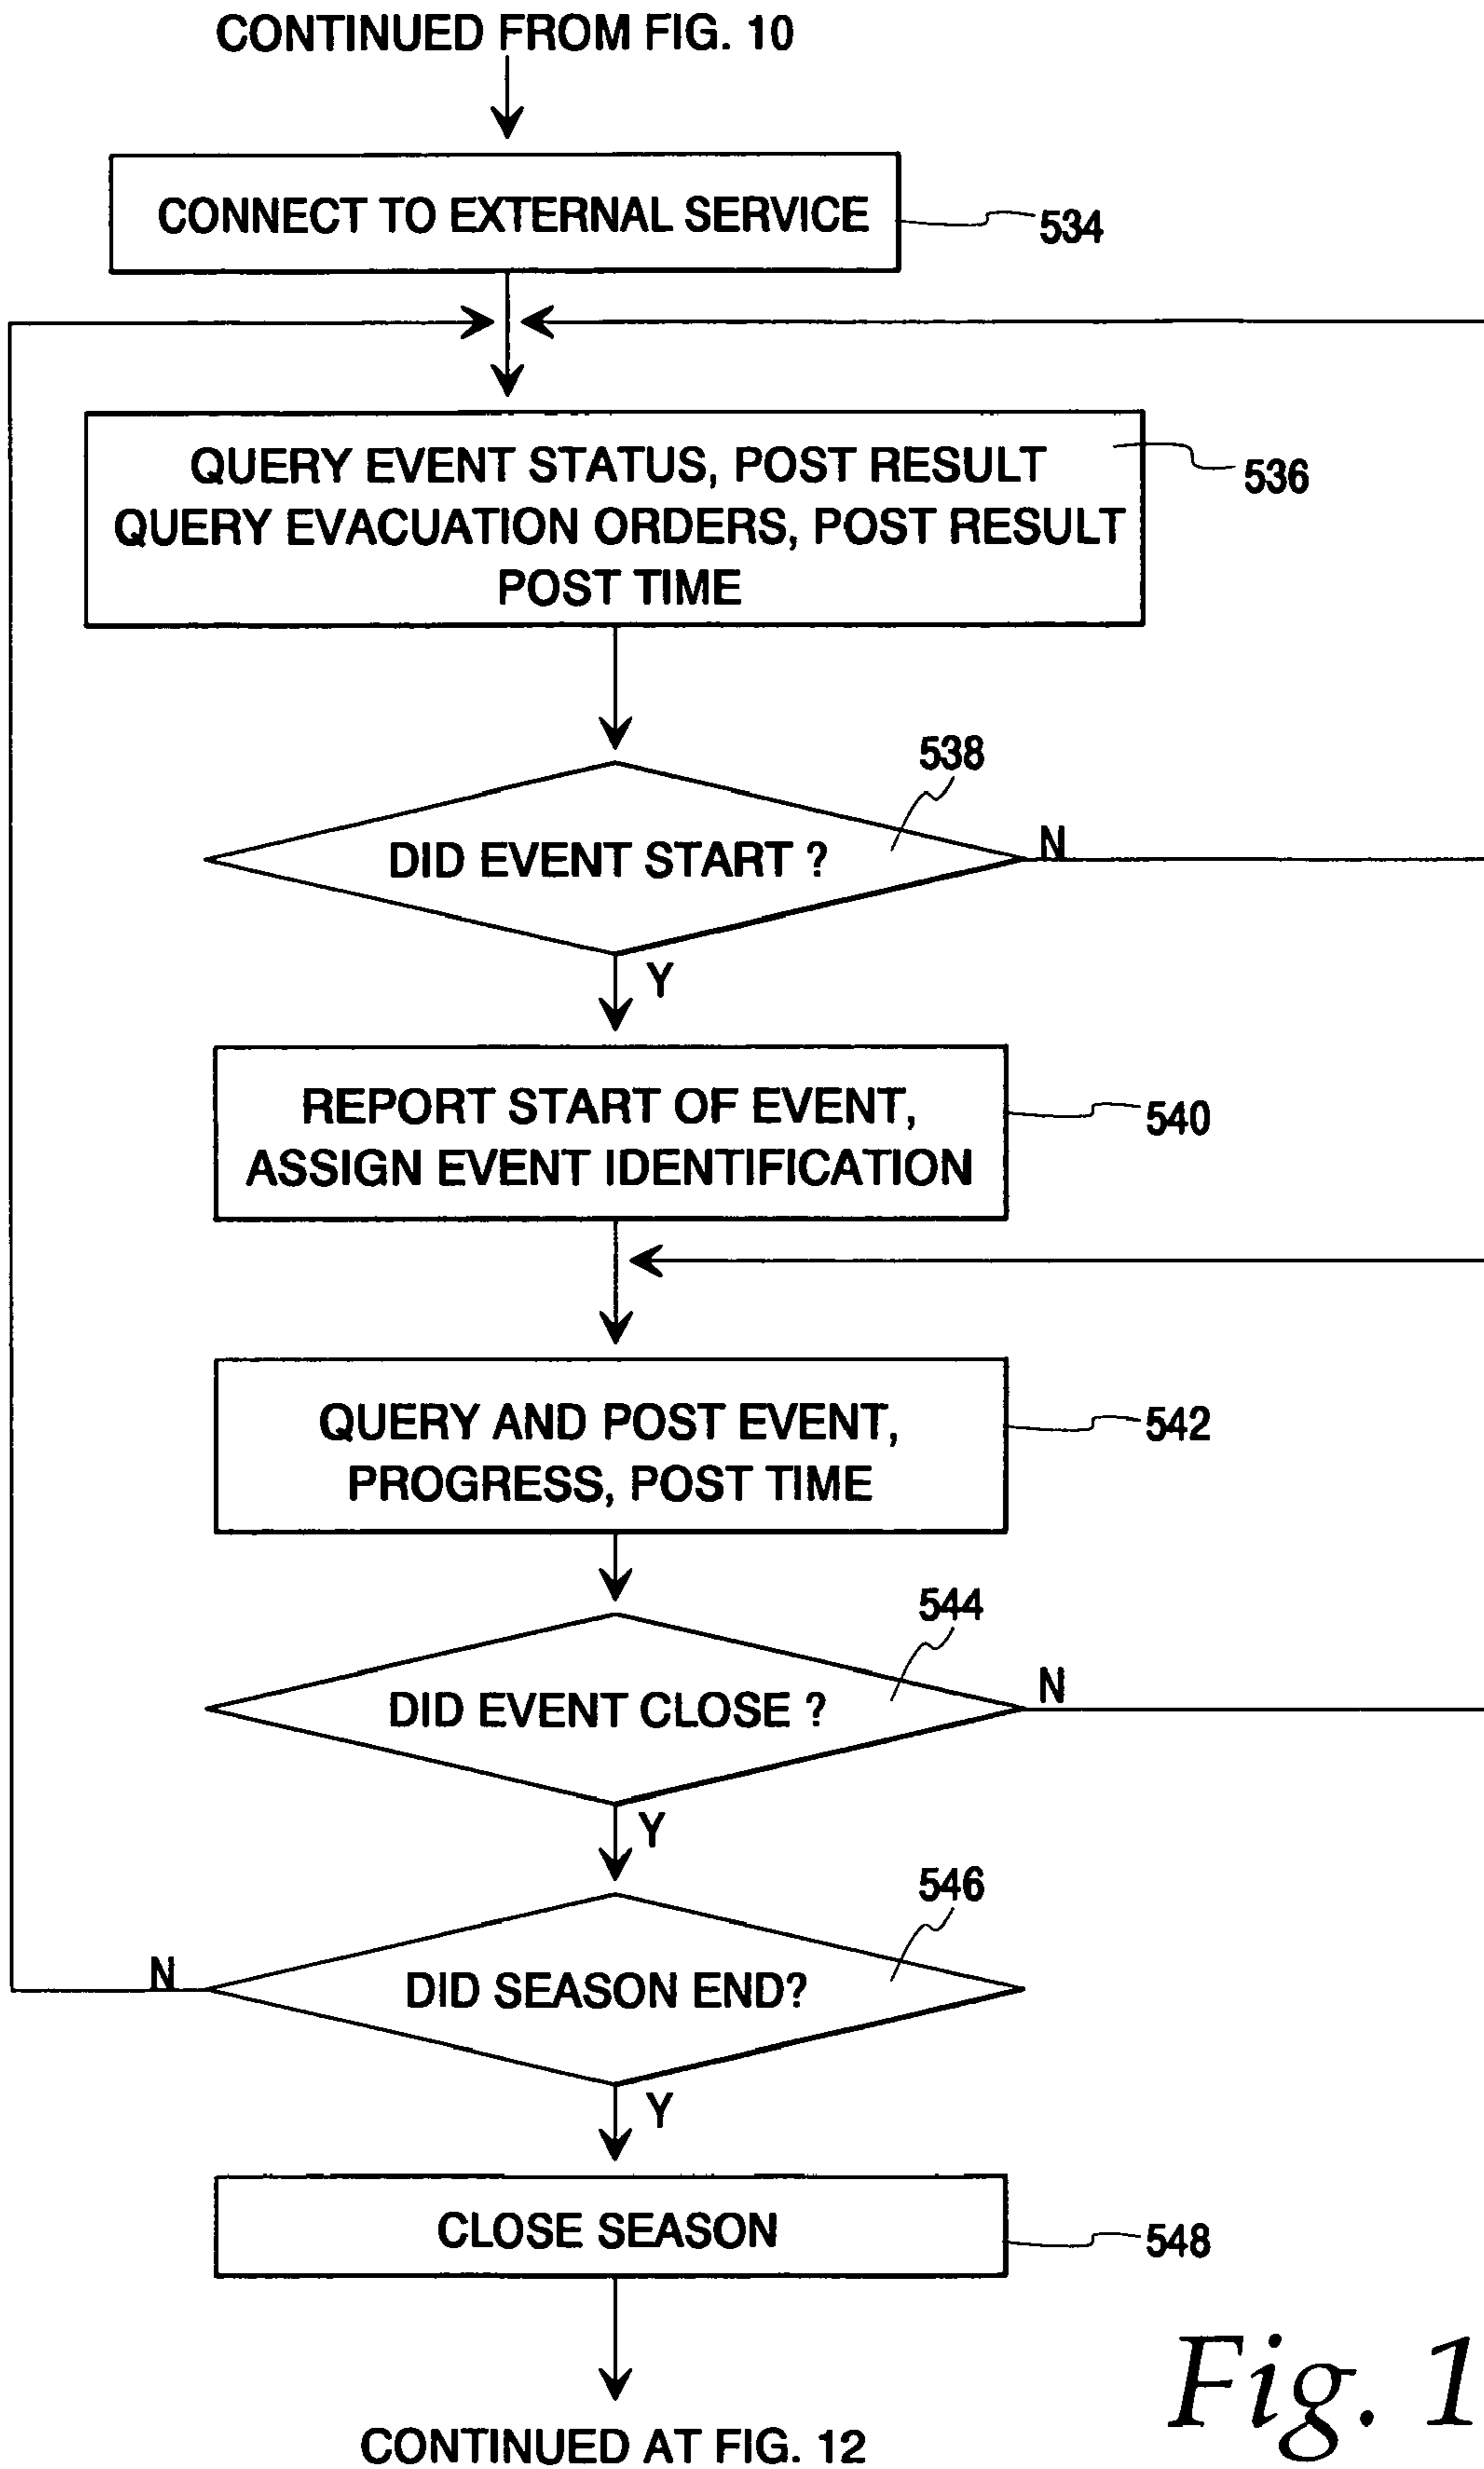 CONTINUED FROM FIG. 10
CONNECT TO EXTERNAL SERVICE
534
QUERY EVENT STATUS, POST RESULT
QUERY EVACUATION ORDERS, POST RESULT
POST TIME
536
538
DID EVENT START ?
N
Y
REPORT START OF EVENT,
ASSIGN EVENT IDENTIFICATION
540
QUERY AND POST EVENT,
PROGRESS, POST TIME
542
544
DID EVENT CLOSE ?
N
Y
546
N
DID SEASON END?
Y
CLOSE SEASON
548
CONTINUED AT FIG. 12
Fig. 1